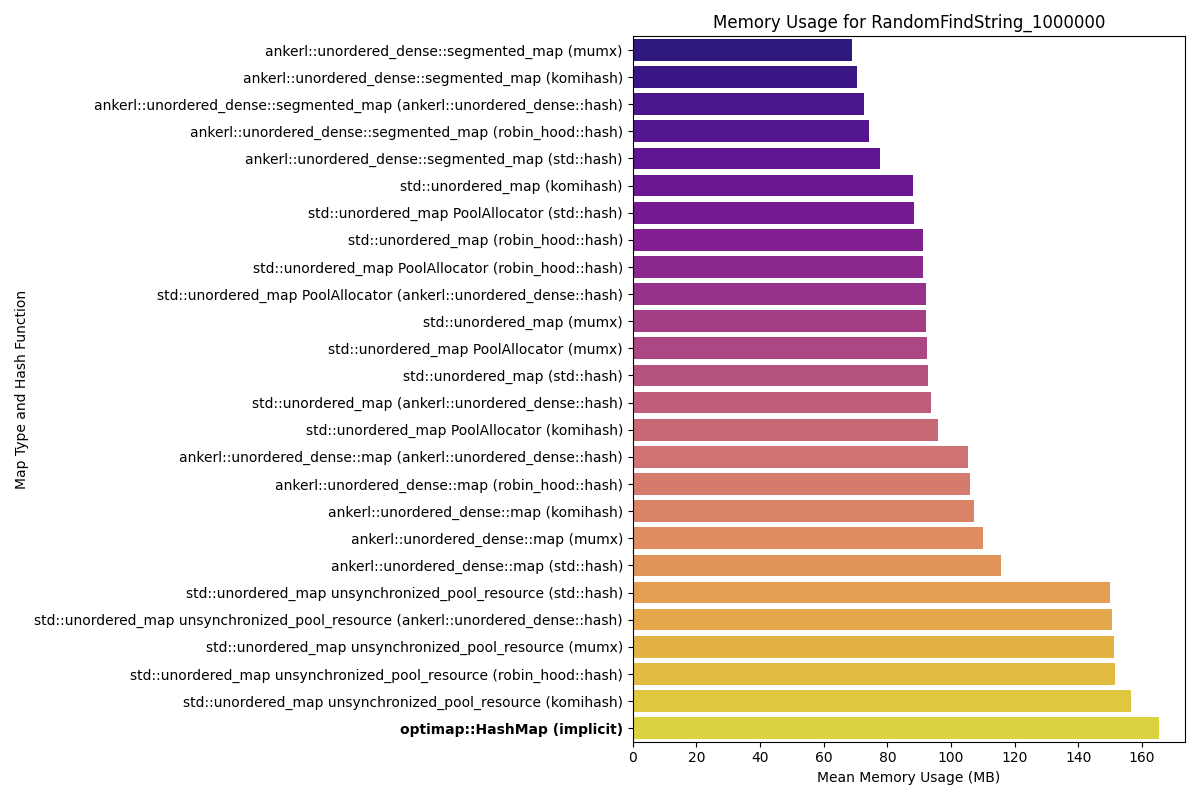 Memory Usage for RandomFindString_1000000
Map Type and Hash Function
ankerl::unordered_dense::segmented_map (mumx)
ankerl::unordered_dense::segmented_map (komihash)
ankerl::unordered_dense::segmented_map (ankerl::unordered_dense::hash)
ankerl::unordered_dense::segmented_map (robin_hood::hash)
ankerl::unordered_dense::segmented_map (std::hash)
std::unordered_map (komihash)
std::unordered_map PoolAllocator (std::hash)
std::unordered_map (robin_hood::hash)
std::unordered_map PoolAllocator (robin_hood::hash)
std::unordered_map PoolAllocator (ankerl::unordered_dense::hash)
std::unordered_map (mumx)
std::unordered_map PoolAllocator (mumx)
std::unordered_map (std::hash)
std::unordered_map (ankerl::unordered_dense::hash)
std::unordered_map PoolAllocator (komihash)
ankerl::unordered_dense::map (ankerl::unordered_dense::hash)
ankerl::unordered_dense::map (robin_hood::hash)
ankerl::unordered_dense::map (komihash)
ankerl::unordered_dense::map (mumx)
ankerl::unordered_dense::map (std::hash)
std::unordered_map unsynchronized_pool_resource (std::hash)
std::unordered_map unsynchronized_pool_resource (ankerl::unordered_dense::hash)
std::unordered_map unsynchronized_pool_resource (mumx)
std::unordered_map unsynchronized_pool_resource (robin_hood::hash)
std::unordered_map unsynchronized_pool_resource (komihash)
optimap::HashMap (implicit)
0 20 40 60 80 100 120 140 160
Mean Memory Usage (MB)